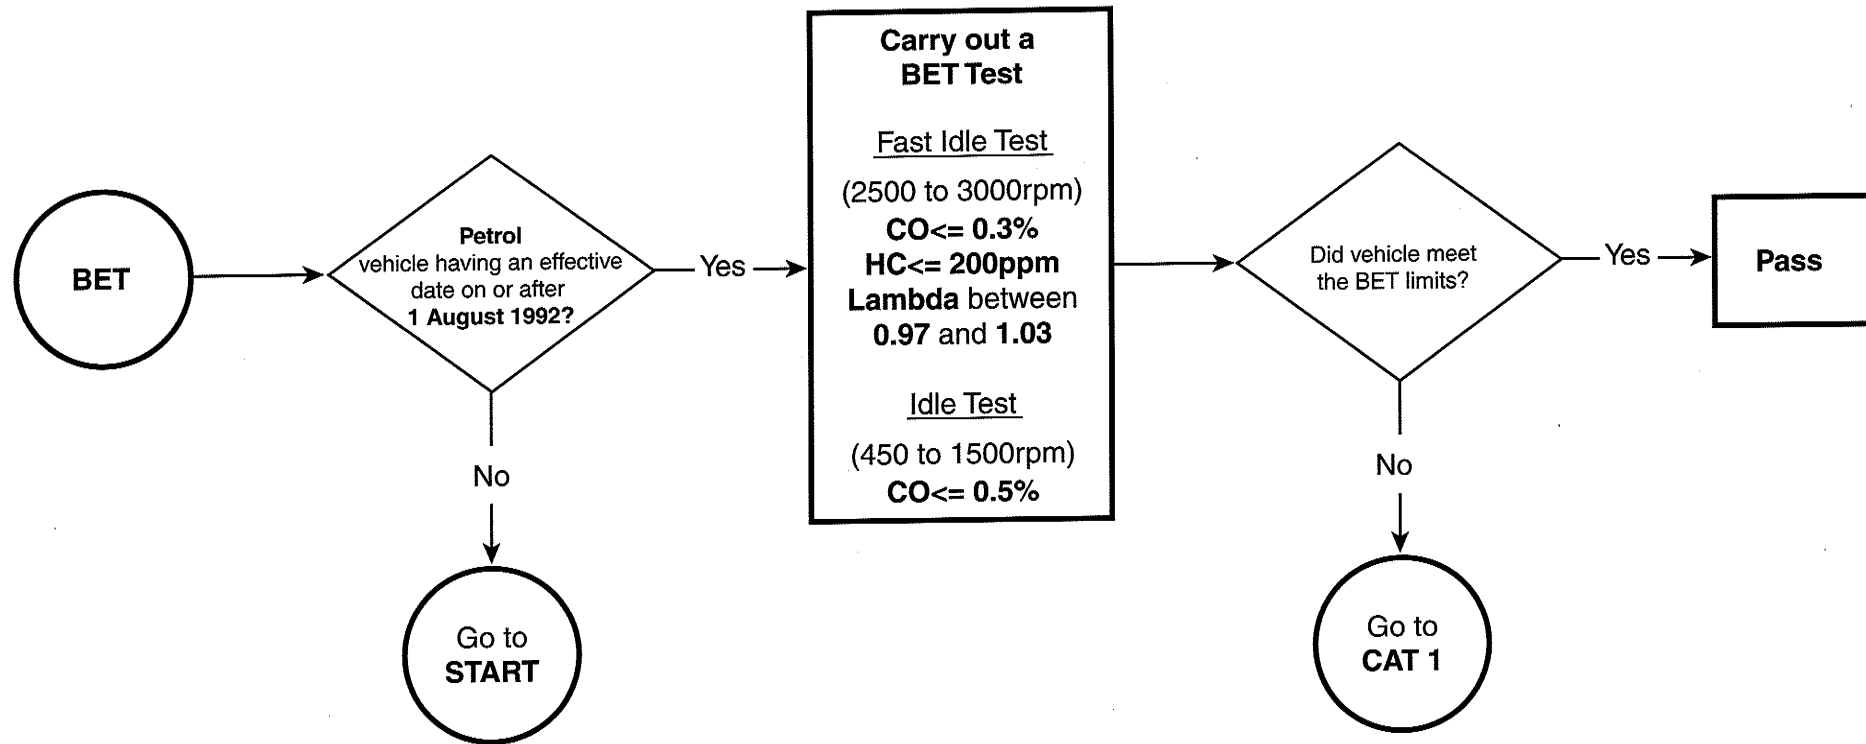 BET
Petrol
vehicle having an effective
date on or after
1 August 1992?
Yes
No
Go to
START
Carry out a
BET Test
Fast Idle Test
(2500 to 3000rpm)
CO<= 0.3%
HC<= 200ppm
Lambda between
0.97 and 1.03
Idle Test
(450 to 1500rpm)
CO<= 0.5%
Did vehicle meet
the BET limits?
Yes
Pass
No
Go to
CAT 1